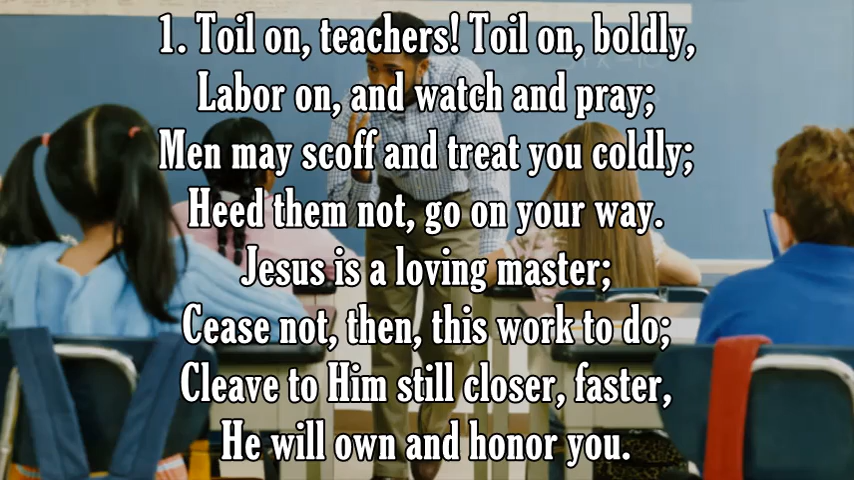 1. Toil on, teachers! Toil on, boldly,
Labor on, and watch and pray;
Men may scoff and treat you coldly;
Heed them not, go on your way.
Jesus is a loving master;
Cease not, then, this work to do;
Cleave to Him still closer, faster,
He will own and honor you.